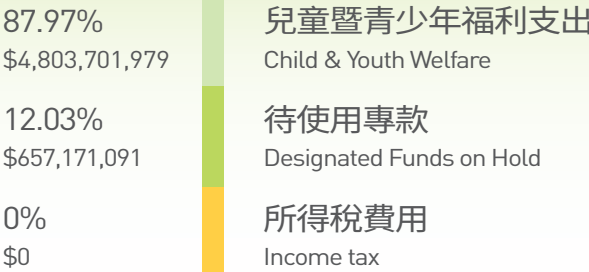 87.97%
兒童暨青少年福利支出
$4,803,701,979
Child & Youth Welfare
12.03%
待使用專款
$657,171,091
Designated Funds on Hold
0%
所得稅費用
$0
Income tax